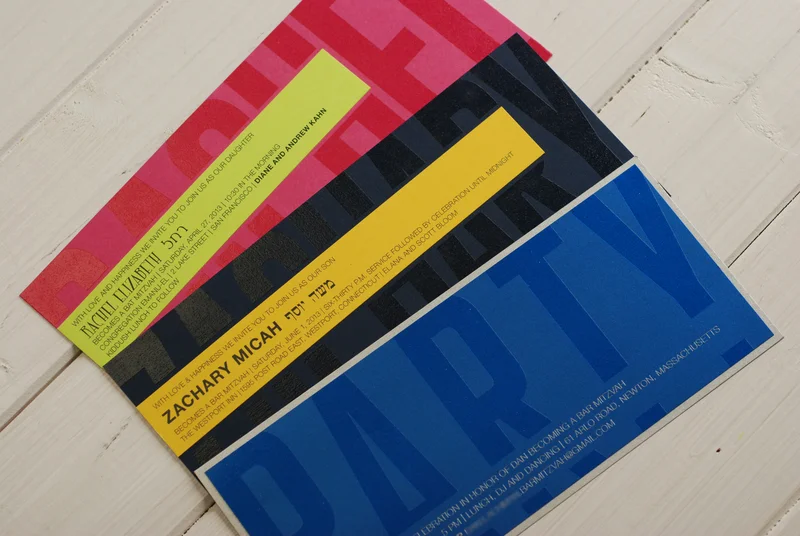 RACHEL
WITH LOVE AND HAPPINESS WE INVITE YOU TO JOIN US AS OUR DAUGHTER
RACHEL ELIZABETH רחל
BECOMES A BAT MITZVAH | SATURDAY, APRIL 27, 2013 | 10:30 IN THE MORNING
CONGREGATION EMANU-EL | 2 LAKE STREET | SAN FRANCISCO | DIANE AND ANDREW KAHN
KIDDUSH LUNCH TO FOLLOW
ZACHARY
WITH LOVE & HAPPINESS WE INVITE YOU TO JOIN US AS OUR SON
ZACHARY MICAH משה יוסף
BECOMES A BAR MITZVAH | SATURDAY, JUNE 1, 2013 | SIX-THIRTY P.M. SERVICE FOLLOWED BY CELEBRATION UNTIL MIDNIGHT
THE WESTPORT INN | 1595 POST ROAD EAST, WESTPORT, CONNECTICUT | ELANA AND SCOTT BLOOM
PARTY
CELEBRATION IN HONOR OF DAN BECOMING A BAR MITZVAH
5 PM | LUNCH, DJ AND DANCING | 61 ARLO ROAD, NEWTON, MASSACHUSETTS
BARMITZVAH@GMAIL.COM